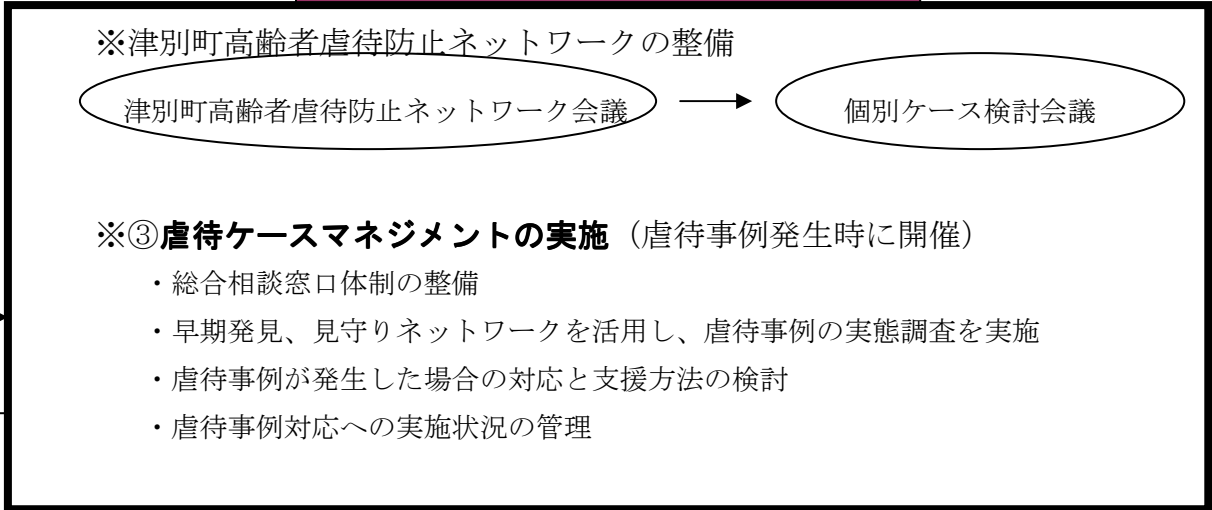 ※津別町高齢者虐待防止ネットワークの整備
津別町高齢者虐待防止ネットワーク会議
個別ケース検討会議
※③虐待ケースマネジメントの実施（虐待事例発生時に開催）
・総合相談窓口体制の整備
・早期発見、見守りネットワークを活用し、虐待事例の実態調査を実施
・虐待事例が発生した場合の対応と支援方法の検討
・虐待事例対応への実施状況の管理